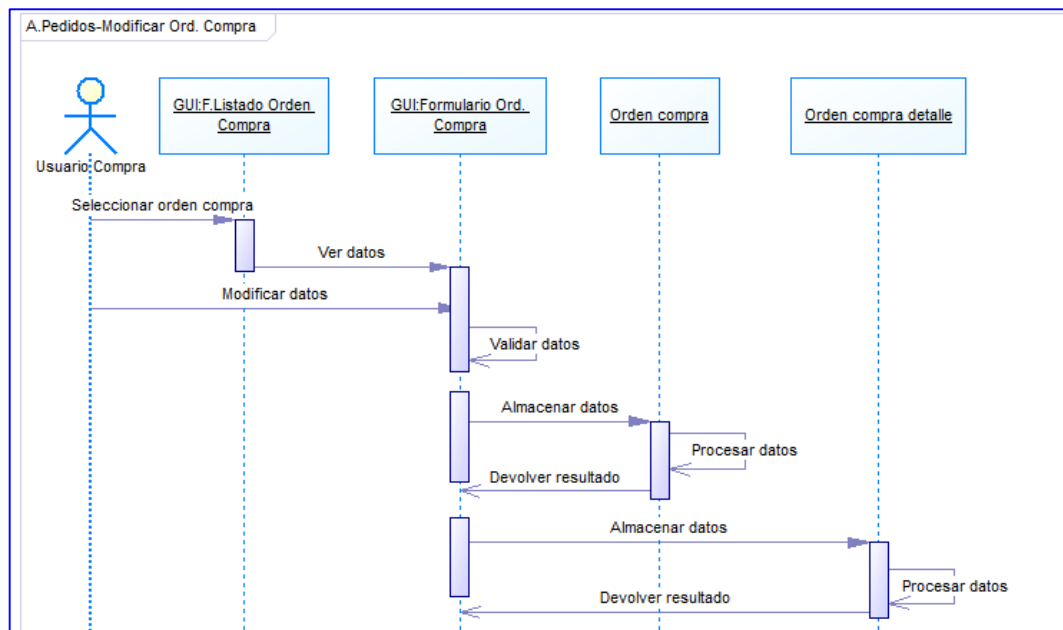 A.Pedidos-Modificar Ord. Compra
GUI:F.Listado Orden
Compra
GUI:Formulario Ord.
Compra
Orden compra
Orden compra detalle
Usuario Compra
Seleccionar orden compra
Ver datos
Modificar datos
Validar datos
Almacenar datos
Procesar datos
Devolver resultado
Almacenar datos
Procesar datos
Devolver resultado